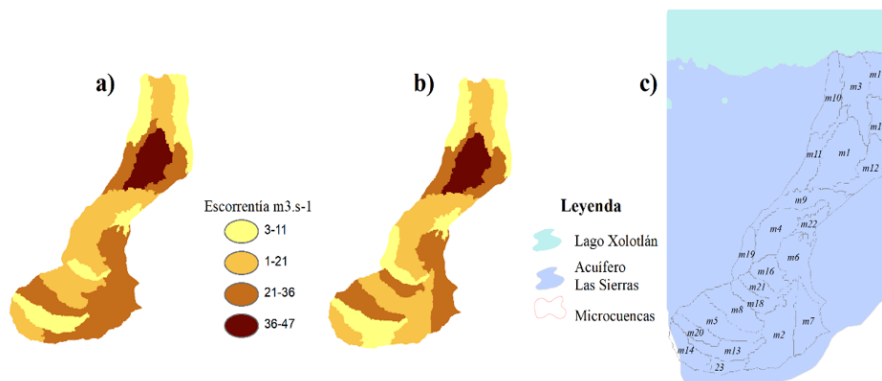 a)
b)
c)
Escorrentía m3.s-1
3-11
1-21
21-36
36-47
Leyenda
Lago Xolotlán
Acuífero
Las Sierras
Microcuencas
m10
m3
m1
m11
m1
m1
m12
m9
m4
m22
m19
m6
m16
m21
m18
m5
m8
m7
m20
m2
m14
m13
23